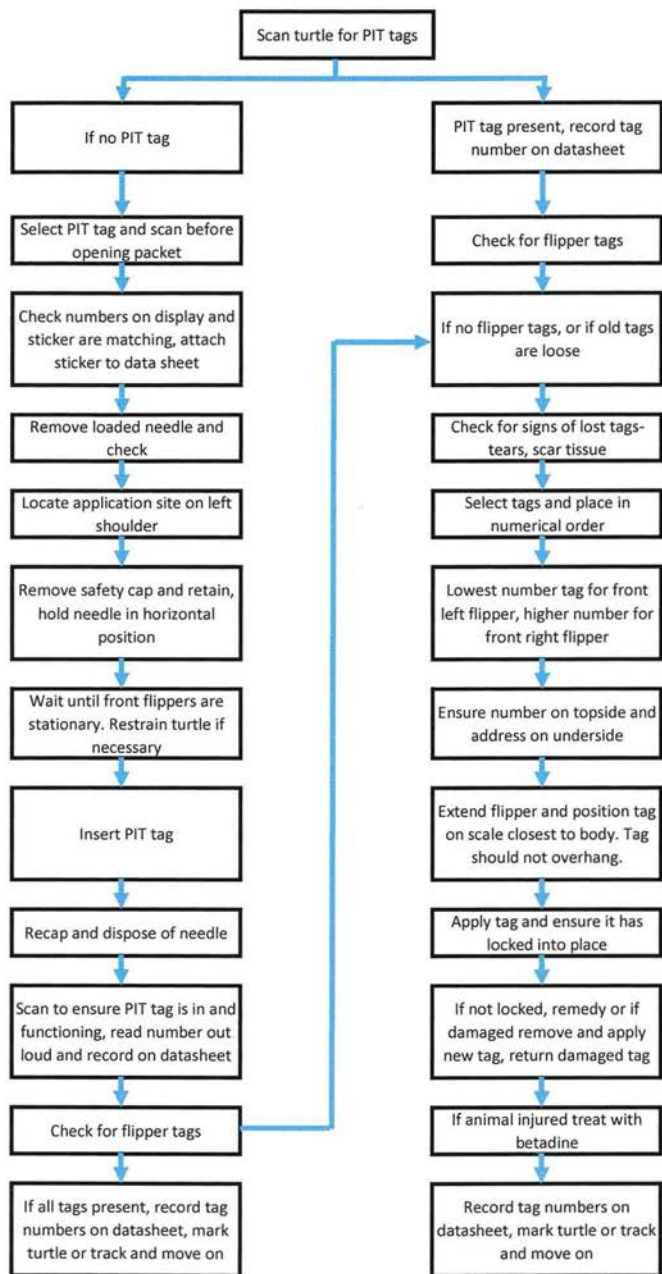 Scan turtle for PIT tags
If no PIT tag
Select PIT tag and scan before
opening packet
Check numbers on display and
sticker are matching, attach
sticker to data sheet
Remove loaded needle and
check
Locate application site on left
shoulder
Remove safety cap and retain,
hold needle in horizontal
position
Wait until front flippers are
stationary. Restrain turtle if
necessary
Insert PIT tag
Recap and dispose of needle
Scan to ensure PIT tag is in and
functioning, read number out
loud and record on datasheet
Check for flipper tags
If all tags present, record tag
numbers on datasheet, mark
turtle or track and move on
PIT tag present, record tag
number on datasheet
Check for flipper tags
If no flipper tags, or if old tags
are loose
Check for signs of lost tags-
tears, scar tissue
Select tags and place in
numerical order
Lowest number tag for front
left flipper, higher number for
front right flipper
Ensure number on topside and
address on underside
Extend flipper and position tag
on scale closest to body. Tag
should not overhang.
Apply tag and ensure it has
locked into place
If not locked, remedy or if
damaged remove and apply
new tag, return damaged tag
If animal injured treat with
betadine
Record tag numbers on
datasheet, mark turtle or track
and move on